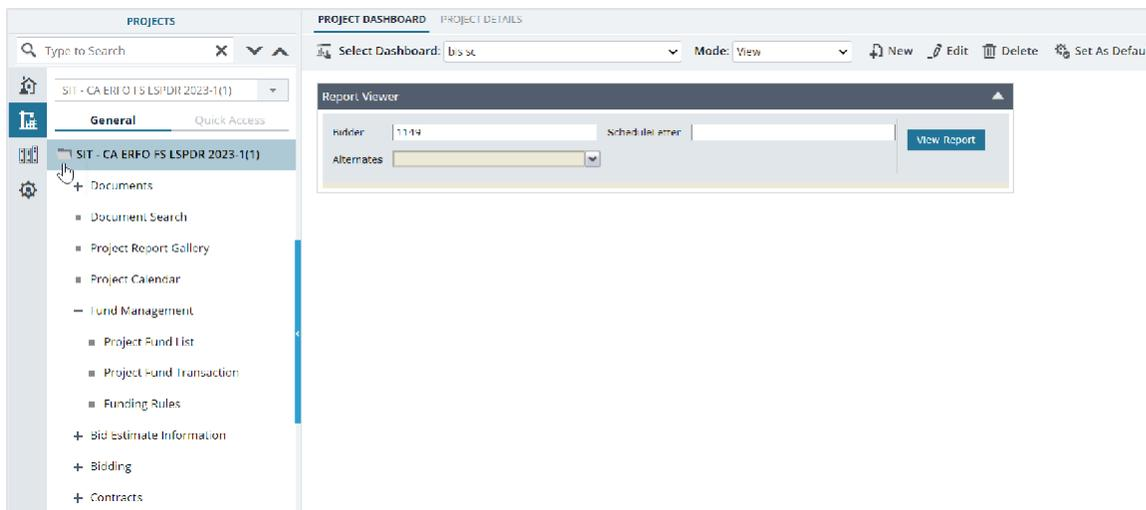 PROJECTS
Type to Search
SIT - CA ERFO FS LSPDR 2023-1(1)
General Quick Access
SIT - CA ERFO FS LSPDR 2023-1(1)
Documents
Document Search
Project Report Gallery
Project Calendar
Fund Management
Project Fund List
Project Fund Transaction
Funding Rules
Bid Estimate Information
Bidding
Contracts
PROJECT DASHBOARD PROJECT DETAILS
Select Dashboard: bis sc Mode: View New Edit Delete Set As Defau
Report Viewer
Bidder 1149 ScheduleLetter View Report
Alternates